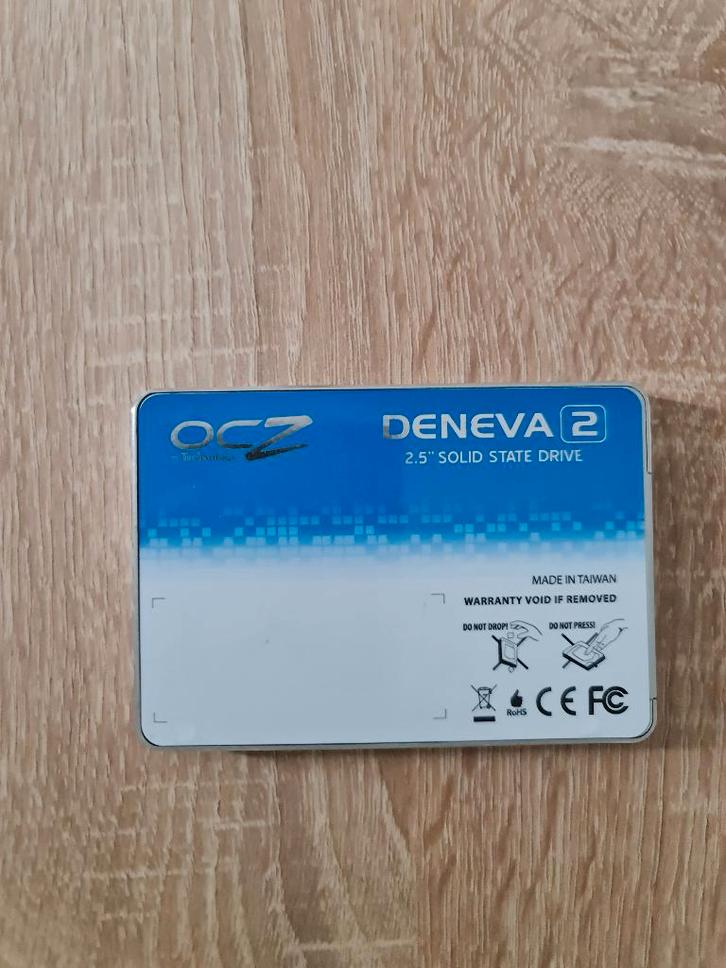 OCZ
Technology
DENEVA 2
2.5" SOLID STATE DRIVE
MADE IN TAIWAN
WARRANTY VOID IF REMOVED
DO NOT DROP!
DO NOT PRESS!
RoHS
CE FC